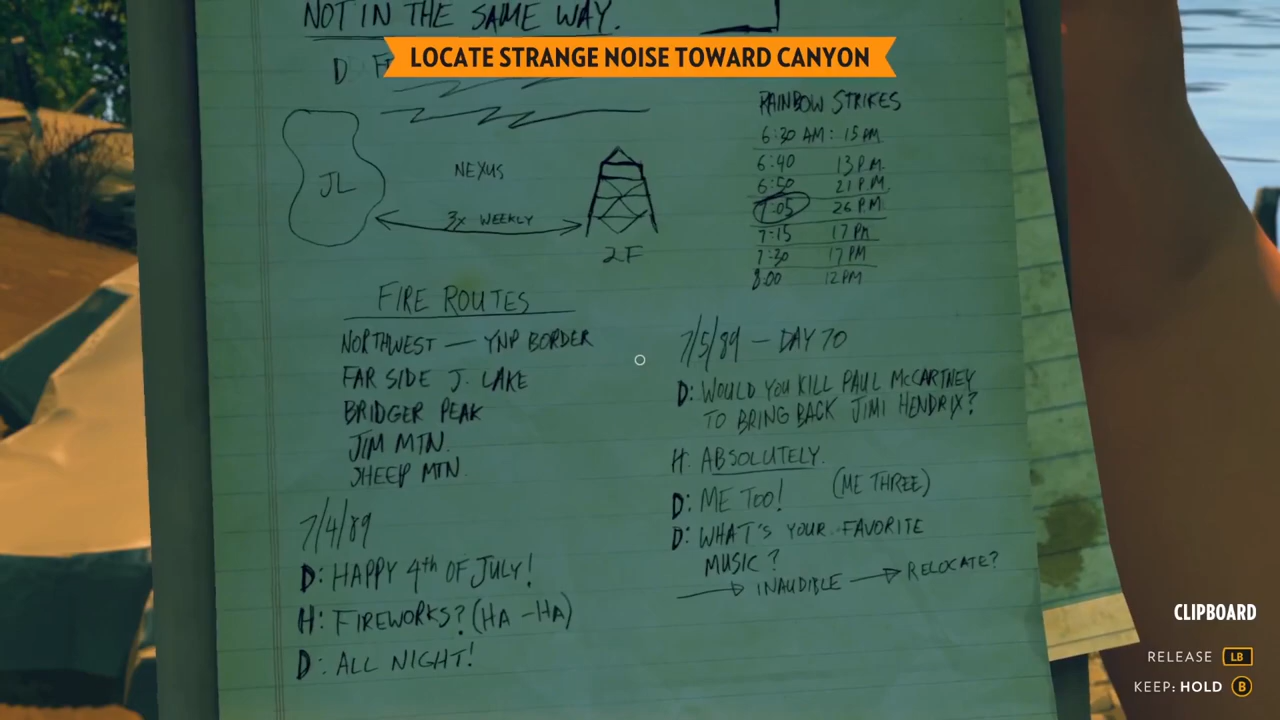 NOT IN THE SAME WAY.
LOCATE STRANGE NOISE TOWARD CANYON
D
JL
NEXUS
3x WEEKLY
2F
RAINBOW STRIKES
6:30 AM: 15 PM
6:40 13 P.M.
6:50 21 P.M.
7:05 26 P.M.
7:15 17 PM
7:30 17 PM
8:00 12PM
FIRE ROUTES
NORTHWEST — YNP BORDER
FAR SIDE J. LAKE
BRIDGER PEAK
JIM MTN.
SHEEP MTN.
7/4/89
D: HAPPY 4th OF JULY!
H: FIREWORKS? (HA-HA)
D: ALL NIGHT!
7/5/89 — DAY 70
D: WOULD YOU KILL PAUL McCARTNEY
TO BRING BACK JIMI HENDRIX?
H: ABSOLUTELY.
D: ME TOO! (ME THREE)
D: WHAT'S YOUR FAVORITE
MUSIC?
→ INAUDIBLE → RELOCATE?
CLIPBOARD
RELEASE LB
KEEP: HOLD B